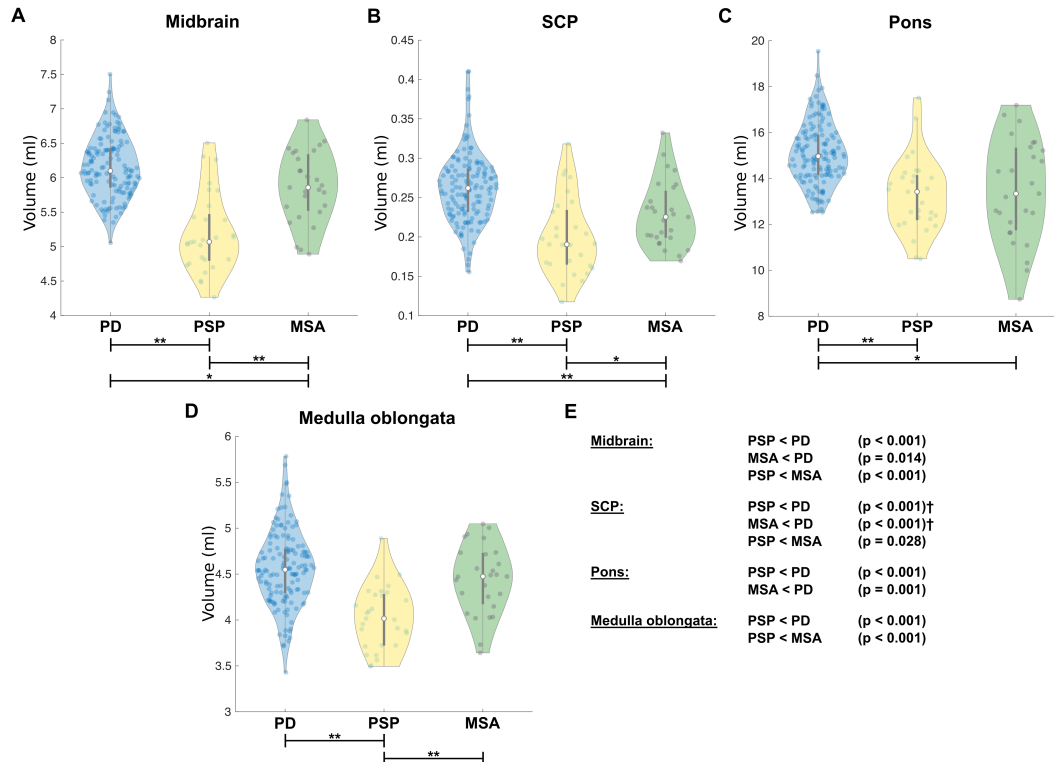 A
Midbrain
Volume (ml)
8
7.5
7
6.5
6
5.5
5
4.5
4
PD
PSP
MSA
**
**
*
B
SCP
Volume (ml)
0.45
0.4
0.35
0.3
0.25
0.2
0.15
0.1
PD
PSP
MSA
**
*
**
C
Pons
Volume (ml)
20
18
16
14
12
10
8
PD
PSP
MSA
**
*
D
Medulla oblongata
Volume (ml)
6
5.5
5
4.5
4
3.5
3
PD
PSP
MSA
**
**
E
Midbrain: PSP < PD (p < 0.001)
MSA < PD (p = 0.014)
PSP < MSA (p < 0.001)
SCP: PSP < PD (p < 0.001)†
MSA < PD (p < 0.001)†
PSP < MSA (p = 0.028)
Pons: PSP < PD (p < 0.001)
MSA < PD (p = 0.001)
Medulla oblongata: PSP < PD (p < 0.001)
PSP < MSA (p < 0.001)